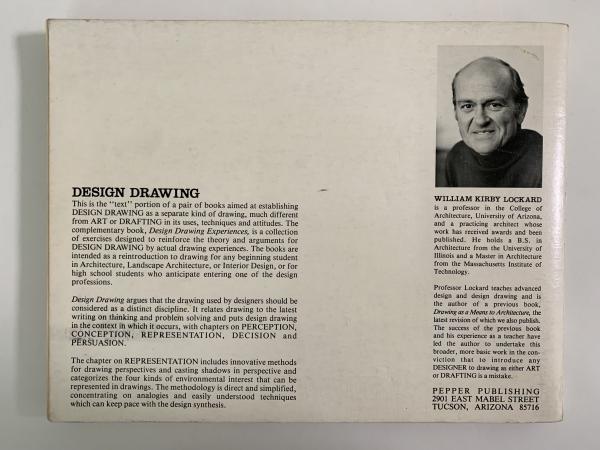 DESIGN DRAWING
This is the "text" portion of a pair of books aimed at establishing
DESIGN DRAWING as a separate kind of drawing, much different
from ART or DRAFTING in its uses, techniques and attitudes. The
complementary book, Design Drawing Experiences, is a collection
of exercises designed to reinforce the theory and arguments for
DESIGN DRAWING by actual drawing experiences. The books are
intended as a reintroduction to drawing for any beginning student
in Architecture, Landscape Architecture, or Interior Design, or for
high school students who anticipate entering one of the design
professions.
Design Drawing argues that the drawing used by designers should be
considered as a distinct discipline. It relates drawing to the latest
writing on thinking and problem solving and puts design drawing
in the context in which it occurs, with chapters on PERCEPTION,
CONCEPTION, REPRESENTATION, DECISION and
PERSUASION.
The chapter on REPRESENTATION includes innovative methods
for drawing perspectives and casting shadows in perspective and
categorizes the four kinds of environmental interest that can be
represented in drawings. The methodology is direct and simplified,
concentrating on analogies and easily understood techniques
which can keep pace with the design synthesis.
WILLIAM KIRBY LOCKARD
is a professor in the College of
Architecture, University of Arizona,
and a practicing architect whose
work has received awards and been
published. He holds a B.S. in
Architecture from the University of
Illinois and a Master in Architecture
from the Massachusetts Institute of
Technology.
Professor Lockard teaches advanced
design and design drawing and is
the author of a previous book,
Drawing as a Means to Architecture, the
latest revision of which we also publish.
The success of the previous book
and his experience as a teacher have
led the author to undertake this
broader, more basic work in the con-
viction that to introduce any
DESIGNER to drawing as either ART
or DRAFTING is a mistake.
PEPPER PUBLISHING
2901 EAST MABEL STREET
TUCSON, ARIZONA 85716